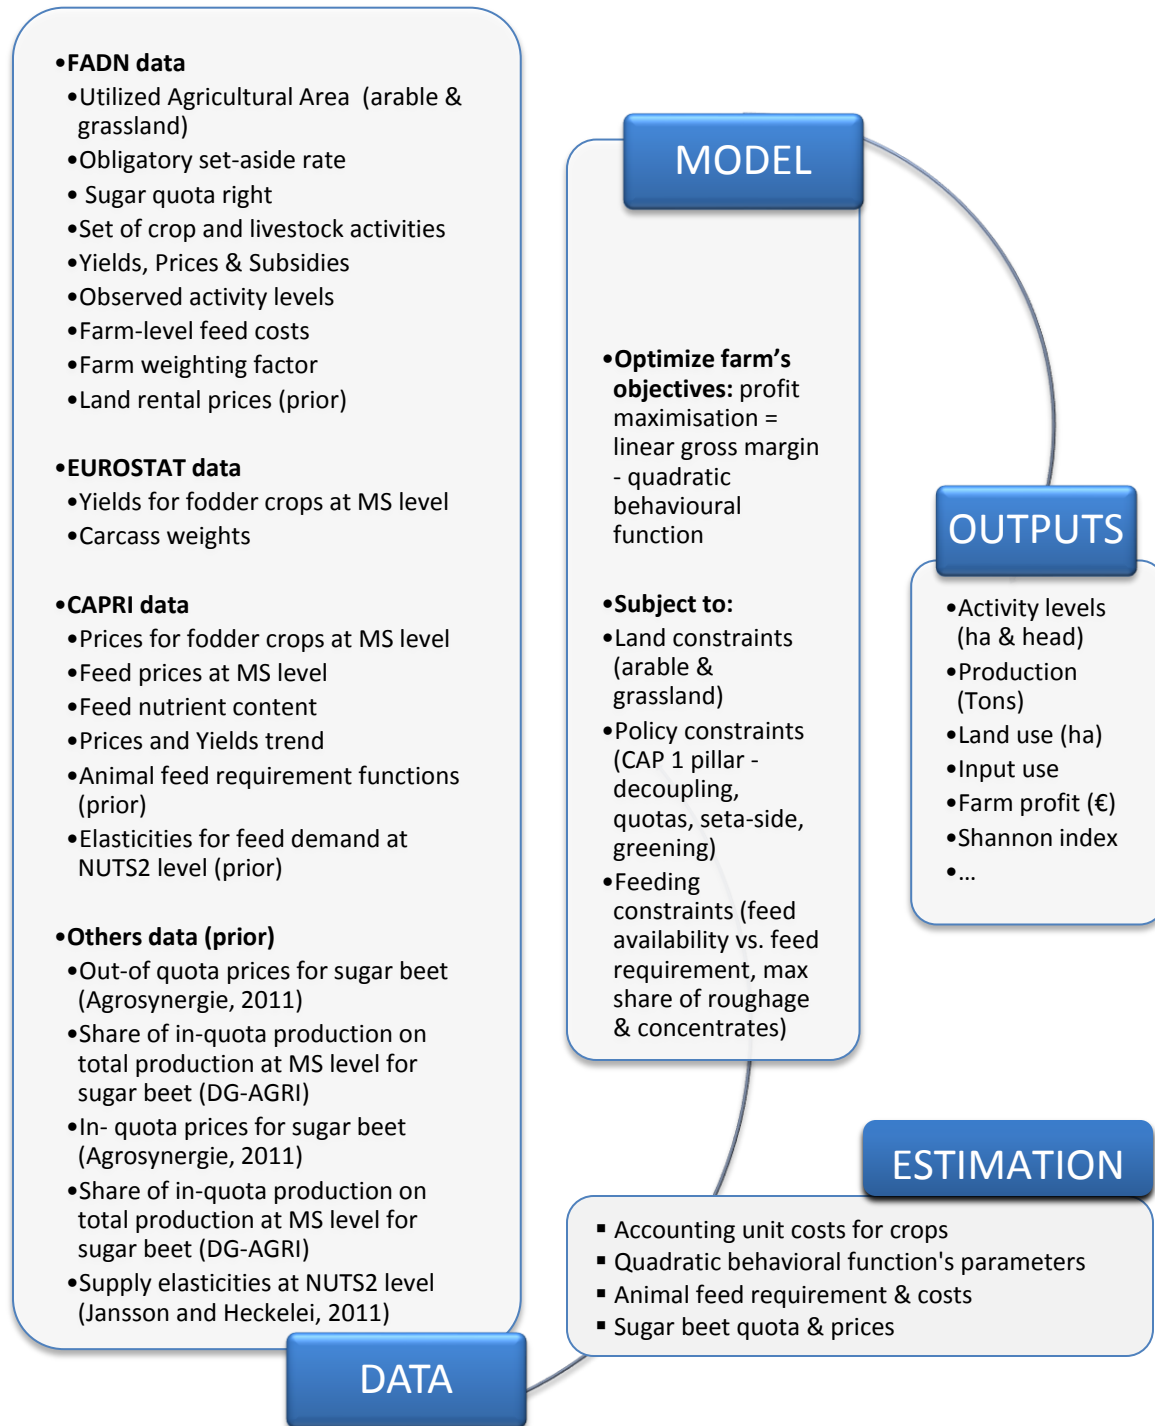 •FADN data
•Utilized Agricultural Area (arable &
grassland)
•Obligatory set-aside rate
• Sugar quota right
•Set of crop and livestock activities
•Yields, Prices & Subsidies
•Observed activity levels
•Farm-level feed costs
•Farm weighting factor
•Land rental prices (prior)
•EUROSTAT data
•Yields for fodder crops at MS level
•Carcass weights
•CAPRI data
•Prices for fodder crops at MS level
•Feed prices at MS level
•Feed nutrient content
•Prices and Yields trend
•Animal feed requirement functions
(prior)
•Elasticities for feed demand at
NUTS2 level (prior)
•Others data (prior)
•Out-of quota prices for sugar beet
(Agrosynergie, 2011)
•Share of in-quota production on
total production at MS level for
sugar beet (DG-AGRI)
•In- quota prices for sugar beet
(Agrosynergie, 2011)
•Share of in-quota production on
total production at MS level for
sugar beet (DG-AGRI)
•Supply elasticities at NUTS2 level
(Jansson and Heckelei, 2011)
DATA
MODEL
•Optimize farm's
objectives: profit
maximisation =
linear gross margin
- quadratic
behavioural
function
•Subject to:
•Land constraints
(arable &
grassland)
•Policy constraints
(CAP 1 pillar -
decoupling,
quotas, seta-side,
greening)
•Feeding
constraints (feed
availability vs. feed
requirement, max
share of roughage
& concentrates)
OUTPUTS
•Activity levels
(ha & head)
•Production
(Tons)
•Land use (ha)
•Input use
•Farm profit (€)
•Shannon index
•...
ESTIMATION
▪ Accounting unit costs for crops
▪ Quadratic behavioral function's parameters
▪ Animal feed requirement & costs
▪ Sugar beet quota & prices